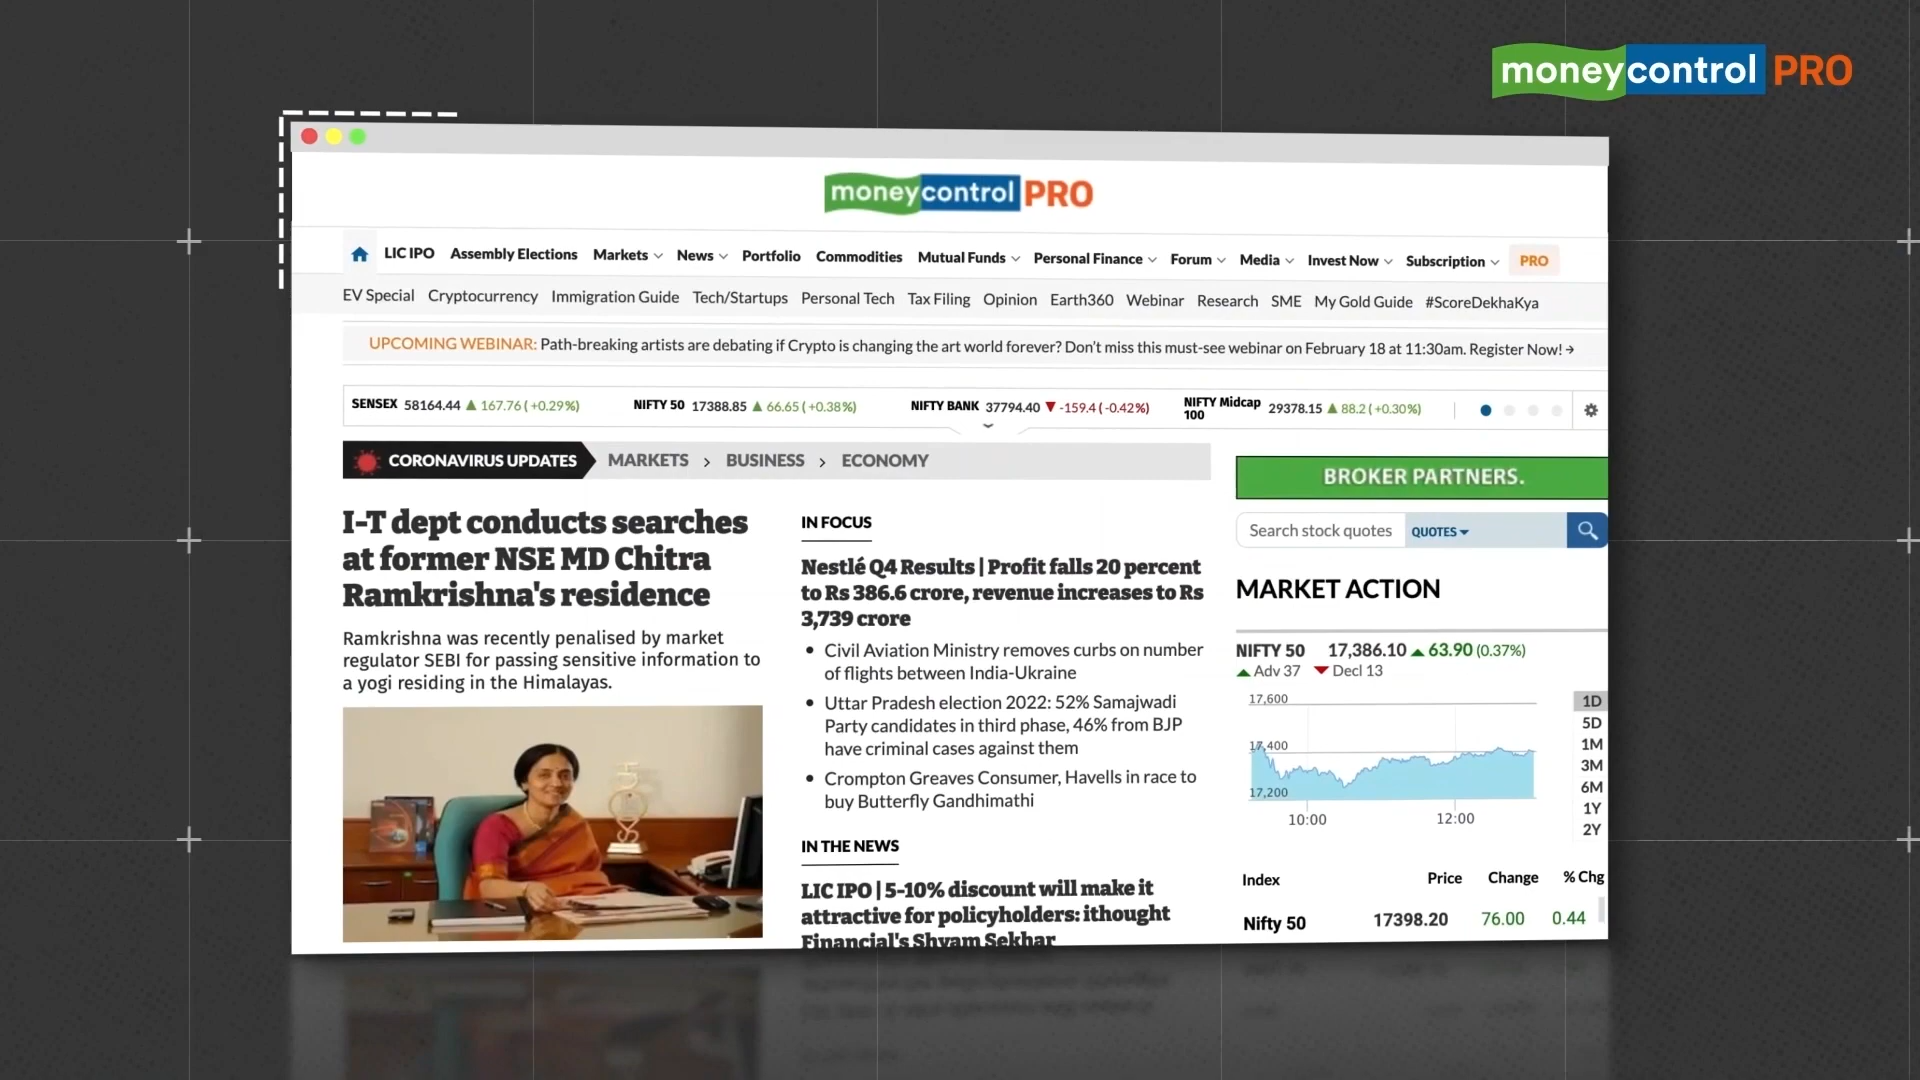 moneycontrol PRO
moneycontrol PRO
LIC IPO Assembly Elections Markets News Portfolio Commodities Mutual Funds Personal Finance Forum Media Invest Now Subscription PRO
EV Special Cryptocurrency Immigration Guide Tech/Startups Personal Tech Tax Filing Opinion Earth360 Webinar Research SME My Gold Guide #ScoreDekhaKya
UPCOMING WEBINAR: Path-breaking artists are debating if Crypto is changing the art world forever? Don't miss this must-see webinar on February 18 at 11:30am. Register Now! →
SENSEX 58164.44 ▲ 167.76 (+0.29%) NIFTY 50 17388.85 ▲ 66.65 (+0.38%) NIFTY BANK 37794.40 ▼ -159.4 (-0.42%) NIFTY Midcap 100 29378.15 ▲ 88.2 (+0.30%)
CORONAVIRUS UPDATES MARKETS > BUSINESS > ECONOMY
I-T dept conducts searches
at former NSE MD Chitra
Ramkrishna's residence
Ramkrishna was recently penalised by market
regulator SEBI for passing sensitive information to
a yogi residing in the Himalayas.
IN FOCUS
Nestlé Q4 Results | Profit falls 20 percent
to Rs 386.6 crore, revenue increases to Rs
3,739 crore
• Civil Aviation Ministry removes curbs on number
of flights between India-Ukraine
• Uttar Pradesh election 2022: 52% Samajwadi
Party candidates in third phase, 46% from BJP
have criminal cases against them
• Crompton Greaves Consumer, Havells in race to
buy Butterfly Gandhimathi
IN THE NEWS
LIC IPO | 5-10% discount will make it
attractive for policyholders: ithought
Financial's Shyam Sekhar
BROKER PARTNERS.
Search stock quotes QUOTES
MARKET ACTION
NIFTY 50 17,386.10 ▲ 63.90 (0.37%)
▲ Adv 37 ▼ Decl 13
17,600
17,400
17,200
10:00 12:00
1D
5D
1M
3M
6M
1Y
2Y
Index Price Change % Chg
Nifty 50 17398.20 76.00 0.44